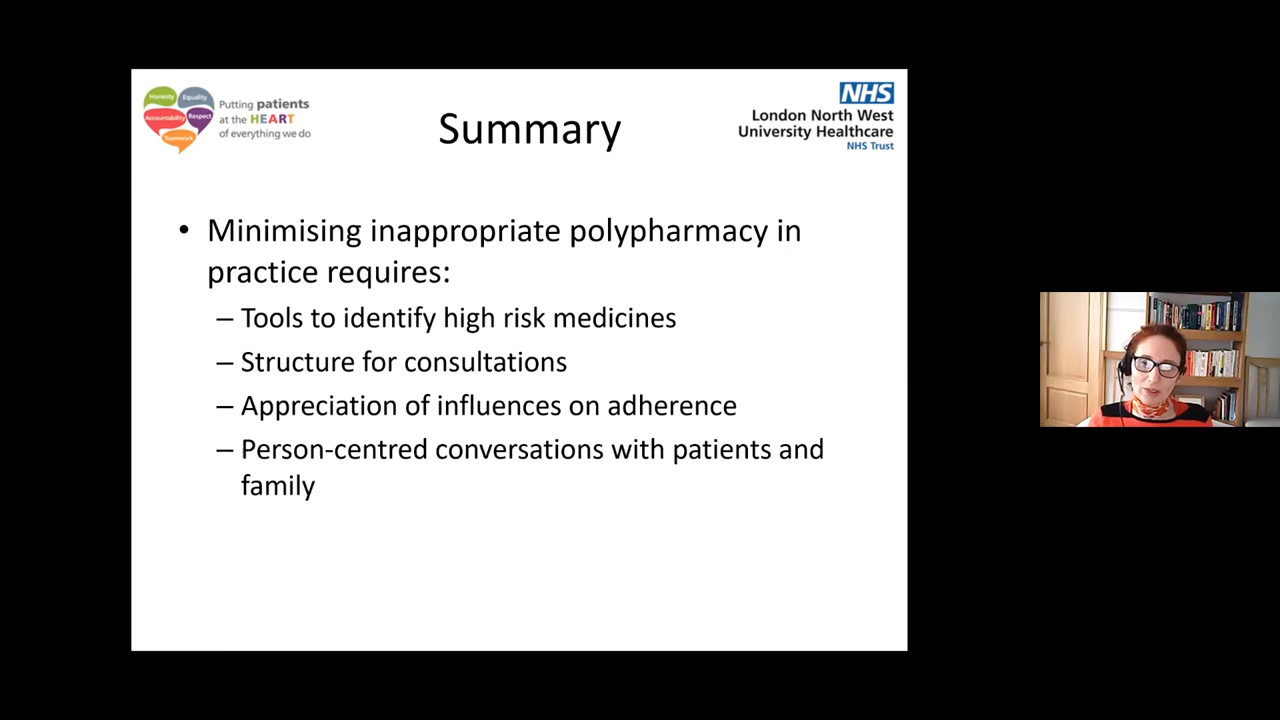 Honesty
Equality
Accountability
Respect
Teamwork
Putting patients
at the HEART
of everything we do
Summary
NHS
London North West
University Healthcare
NHS Trust
• Minimising inappropriate polypharmacy in
practice requires:
– Tools to identify high risk medicines
– Structure for consultations
– Appreciation of influences on adherence
– Person-centred conversations with patients and
family